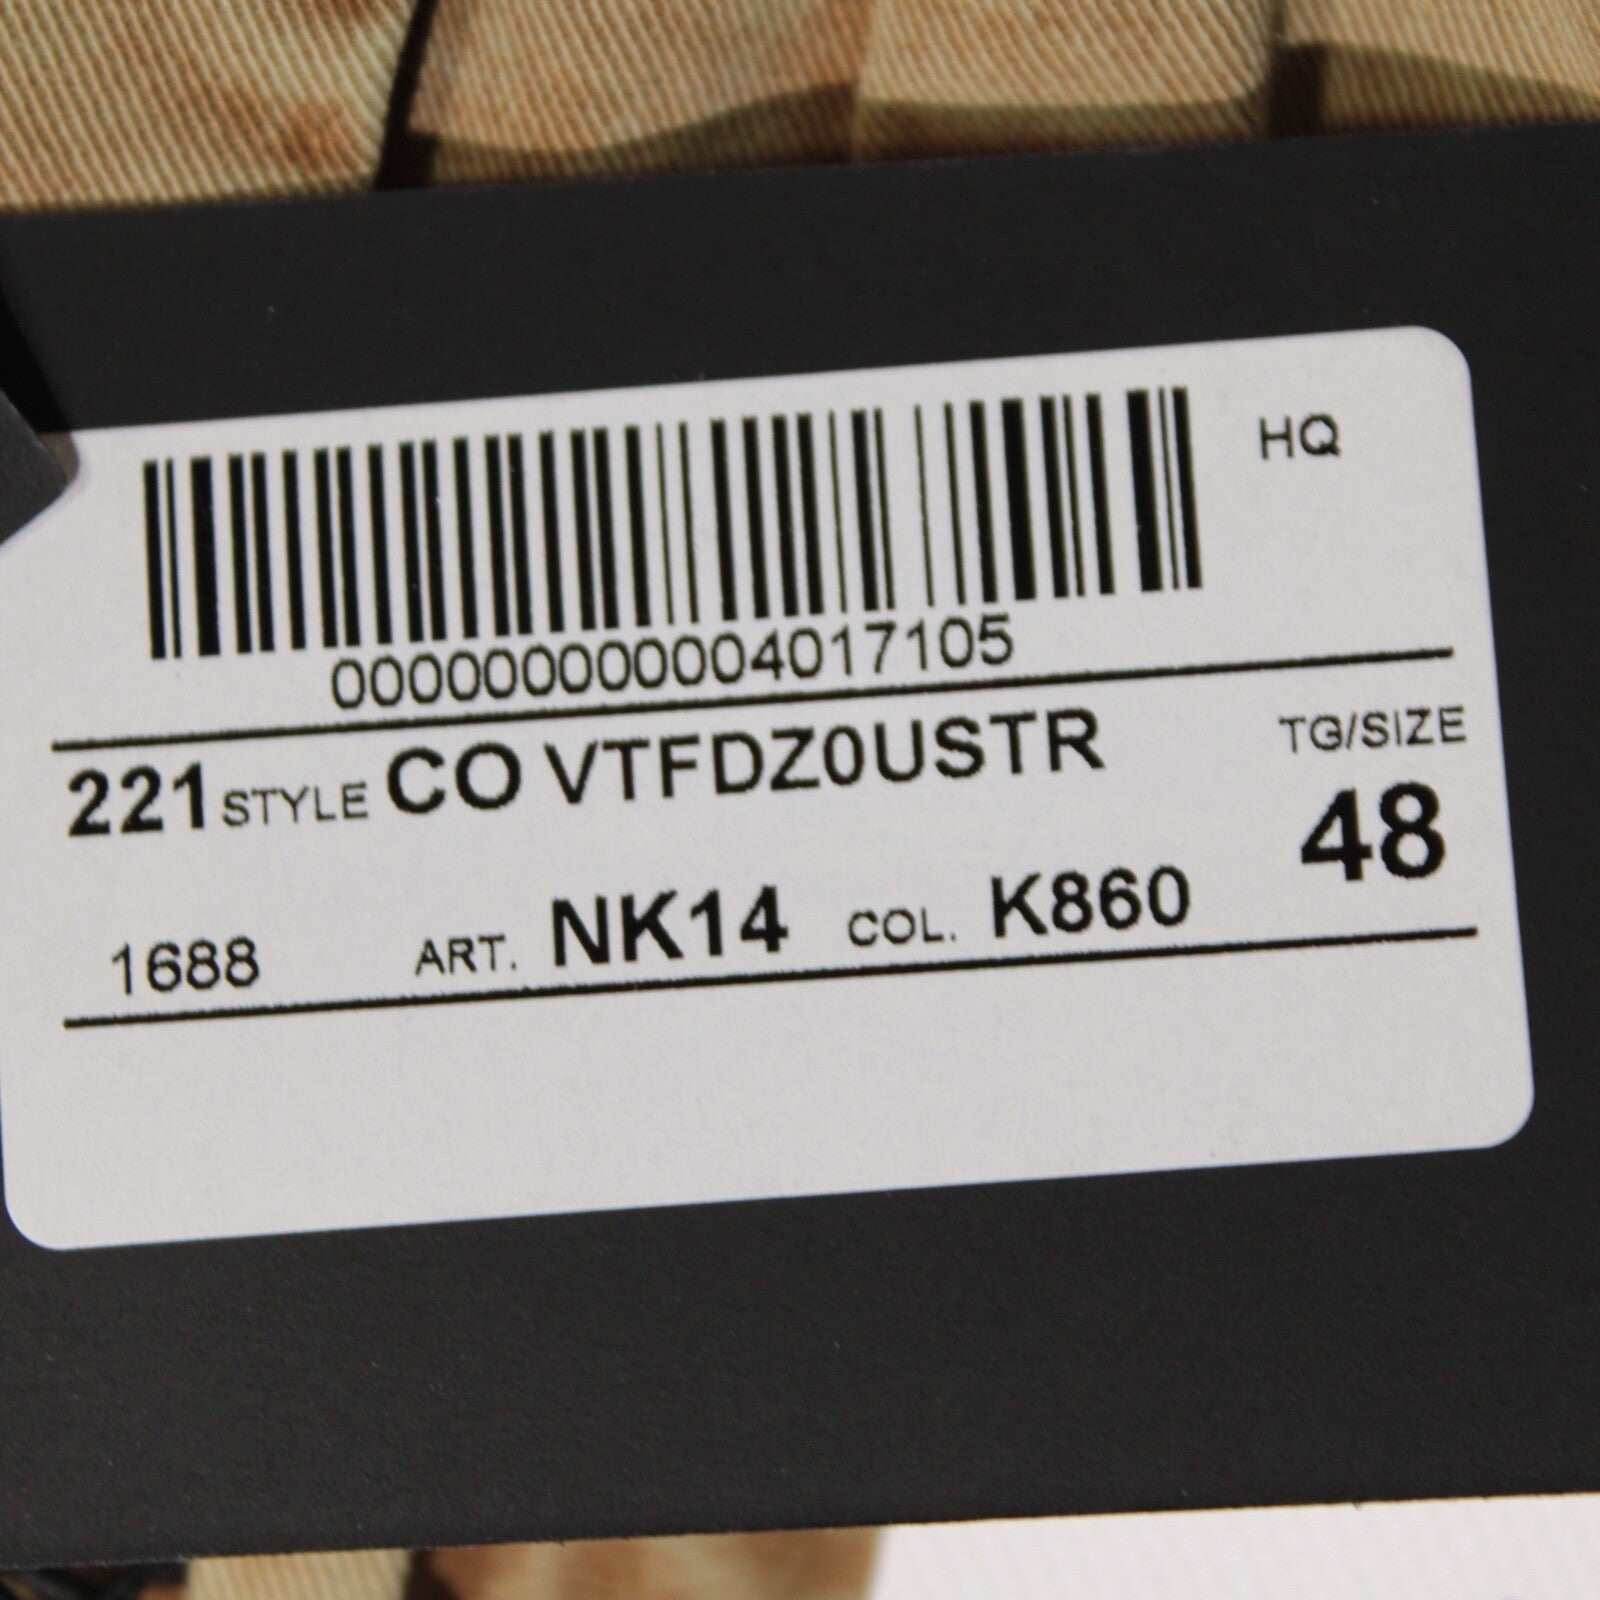 HQ
000000000004017105
221 STYLE CO VTFDZ0USTR TG/SIZE
48
1688 ART. NK14 COL. K860